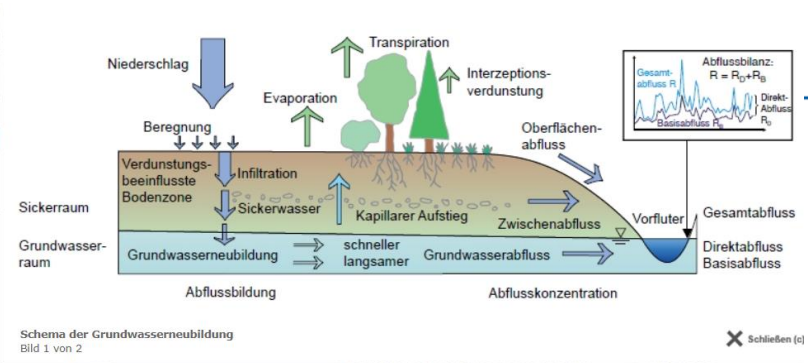 Transpiration
Niederschlag
Interzeptions-
verdunstung
Evaporation
Gesamt-
abfluss R
Abflussbilanz:
R = RD+RB
Direkt-
Abfluss
RD
Basisabfluss RB
Beregnung
Oberflächen-
abfluss
Verdunstungs-
beeinflusste
Bodenzone
Infiltration
Sickerraum
Sickerwasser
Kapillarer Aufstieg
Zwischenabfluss
Vorfluter
Gesamtabfluss
Grundwasser-
raum
Grundwasserneubildung
schneller
langsamer
Grundwasserabfluss
Direktabfluss
Basisabfluss
Abflussbildung
Abflusskonzentration
Schema der Grundwasserneubildung
Bild 1 von 2
Schließen (c)